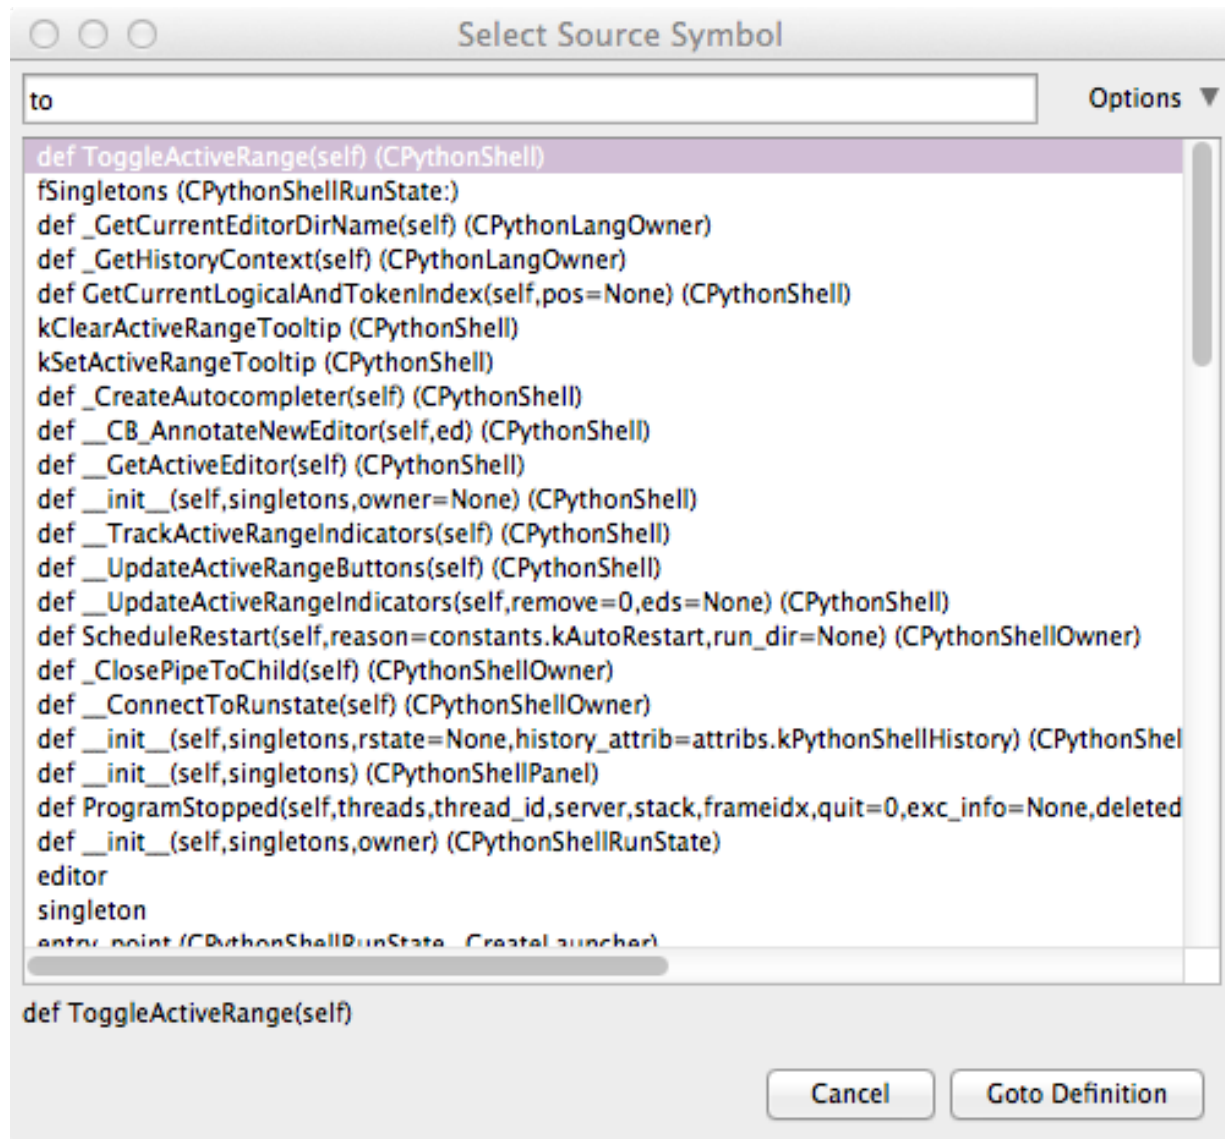 Select Source Symbol
to
Options
def ToggleActiveRange(self) (CPythonShell)
fSingletons (CPythonShellRunState:)
def _GetCurrentEditorDirName(self) (CPythonLangOwner)
def _GetHistoryContext(self) (CPythonLangOwner)
def GetCurrentLogicalAndTokenIndex(self,pos=None) (CPythonShell)
kClearActiveRangeTooltip (CPythonShell)
kSetActiveRangeTooltip (CPythonShell)
def _CreateAutocompleter(self) (CPythonShell)
def __CB_AnnotateNewEditor(self,ed) (CPythonShell)
def __GetActiveEditor(self) (CPythonShell)
def __init__(self,singletons,owner=None) (CPythonShell)
def __TrackActiveRangeIndicators(self) (CPythonShell)
def __UpdateActiveRangeButtons(self) (CPythonShell)
def __UpdateActiveRangeIndicators(self,remove=0,eds=None) (CPythonShell)
def ScheduleRestart(self,reason=constants.kAutoRestart,run_dir=None) (CPythonShellOwner)
def _ClosePipeToChild(self) (CPythonShellOwner)
def __ConnectToRunstate(self) (CPythonShellOwner)
def __init__(self,singletons,rstate=None,history_attrib=attribs.kPythonShellHistory) (CPythonShel
def __init__(self,singletons) (CPythonShellPanel)
def ProgramStopped(self,threads,thread_id,server,stack,frameidx,quit=0,exc_info=None,deleted
def __init__(self,singletons,owner) (CPythonShellRunState)
editor
singleton
entry_point (CPythonShellRunState._CreateLauncher)
def ToggleActiveRange(self)
Cancel
Goto Definition